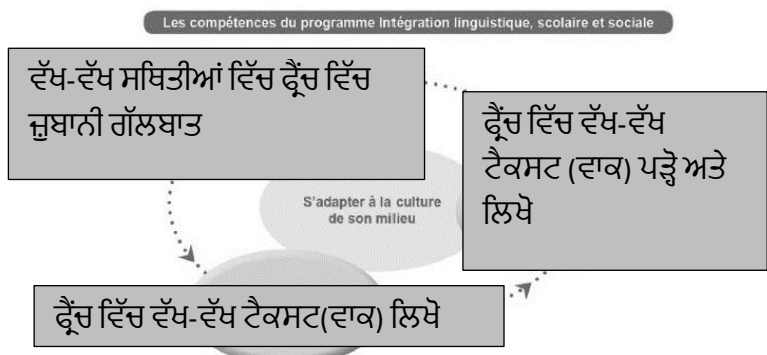 Les compétences du programme Intégration linguistique, scolaire et sociale
ਵੱਖ-ਵੱਖ ਸਥਿਤੀਆਂ ਵਿੱਚ ਫ੍ਰੈਂਚ ਵਿੱਚ
ਜ਼ੁਬਾਨੀ ਗੱਲਬਾਤ
ਫ੍ਰੈਂਚ ਵਿੱਚ ਵੱਖ-ਵੱਖ
ਟੈਕਸਟ (ਵਾਕ) ਪੜ੍ਹੋ ਅਤੇ
ਲਿਖੋ
S'adapter à la culture
de son milieu
ਫ੍ਰੈਂਚ ਵਿੱਚ ਵੱਖ-ਵੱਖ ਟੈਕਸਟ(ਵਾਕ) ਲਿਖੋ